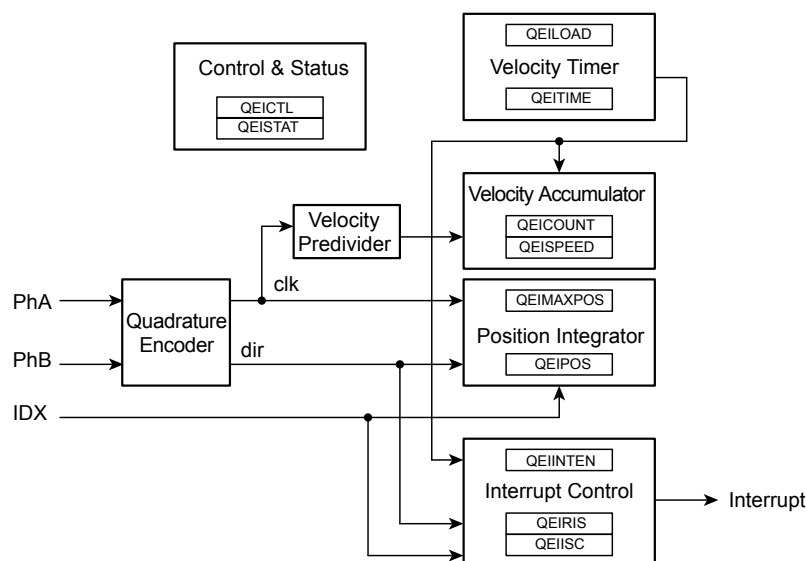 QEILOAD
Control & Status
Velocity Timer
QEICTL
QEITIME
QEISTAT
Velocity Accumulator
Velocity
Predivider
QEICOUNT
QEISPEED
clk
PhA
QEIMAXPOS
Quadrature
Encoder
Position Integrator
dir
PhB
QEIPOS
IDX
QEIINTEN
Interrupt Control
Interrupt
QEIRIS
QEIISC